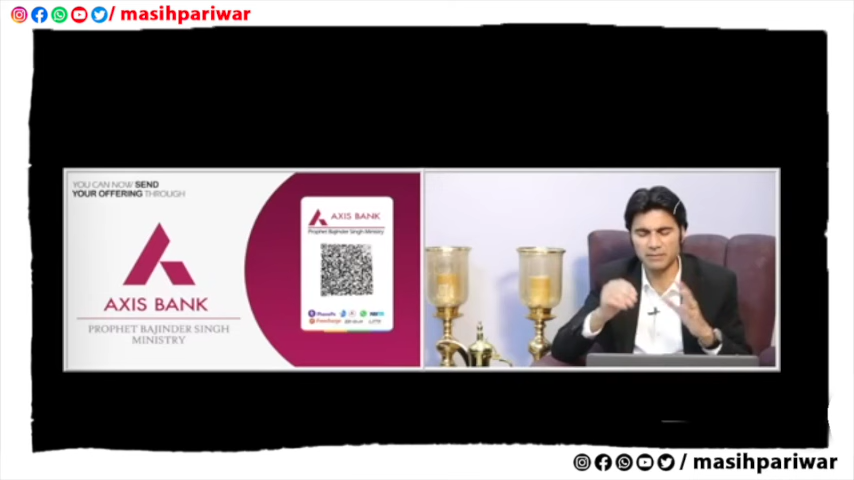 / masihpariwar
YOU CAN NOW SEND
YOUR OFFERING THROUGH
AXIS BANK
PROPHET BAJINDER SINGH
MINISTRY
AXIS BANK
Prophet Bajinder Singh Ministry
PhonePe
/ masihpariwar